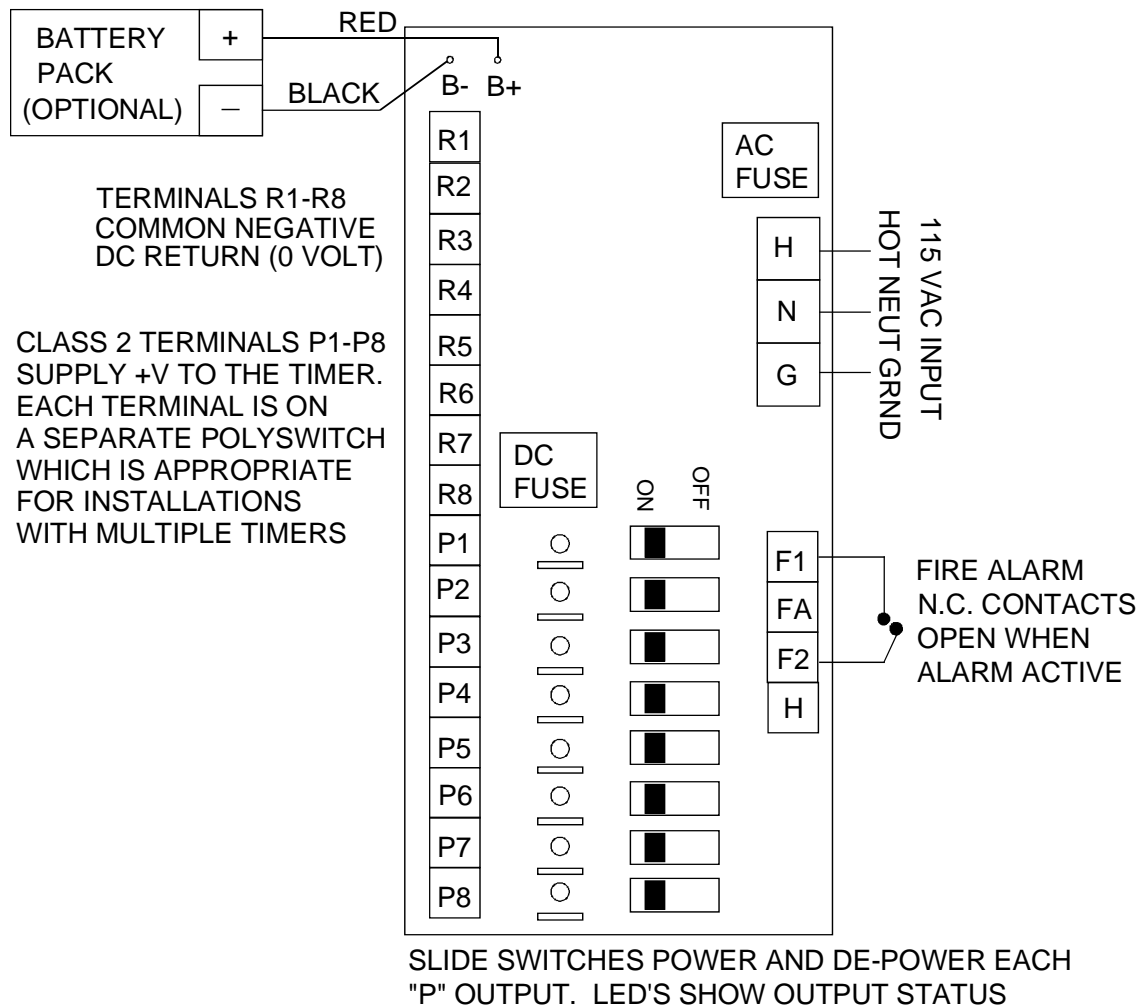 BATTERY
PACK
(OPTIONAL)
+
−
RED
BLACK
B- B+
TERMINALS R1-R8
COMMON NEGATIVE
DC RETURN (0 VOLT)
CLASS 2 TERMINALS P1-P8
SUPPLY +V TO THE TIMER.
EACH TERMINAL IS ON
A SEPARATE POLYSWITCH
WHICH IS APPROPRIATE
FOR INSTALLATIONS
WITH MULTIPLE TIMERS
R1
R2
R3
R4
R5
R6
R7
R8
P1
P2
P3
P4
P5
P6
P7
P8
DC
FUSE
ON
OFF
AC
FUSE
H
N
G
115 VAC INPUT
HOT NEUT GRND
F1
FA
F2
H
FIRE ALARM
N.C. CONTACTS
OPEN WHEN
ALARM ACTIVE
SLIDE SWITCHES POWER AND DE-POWER EACH
"P" OUTPUT. LED'S SHOW OUTPUT STATUS